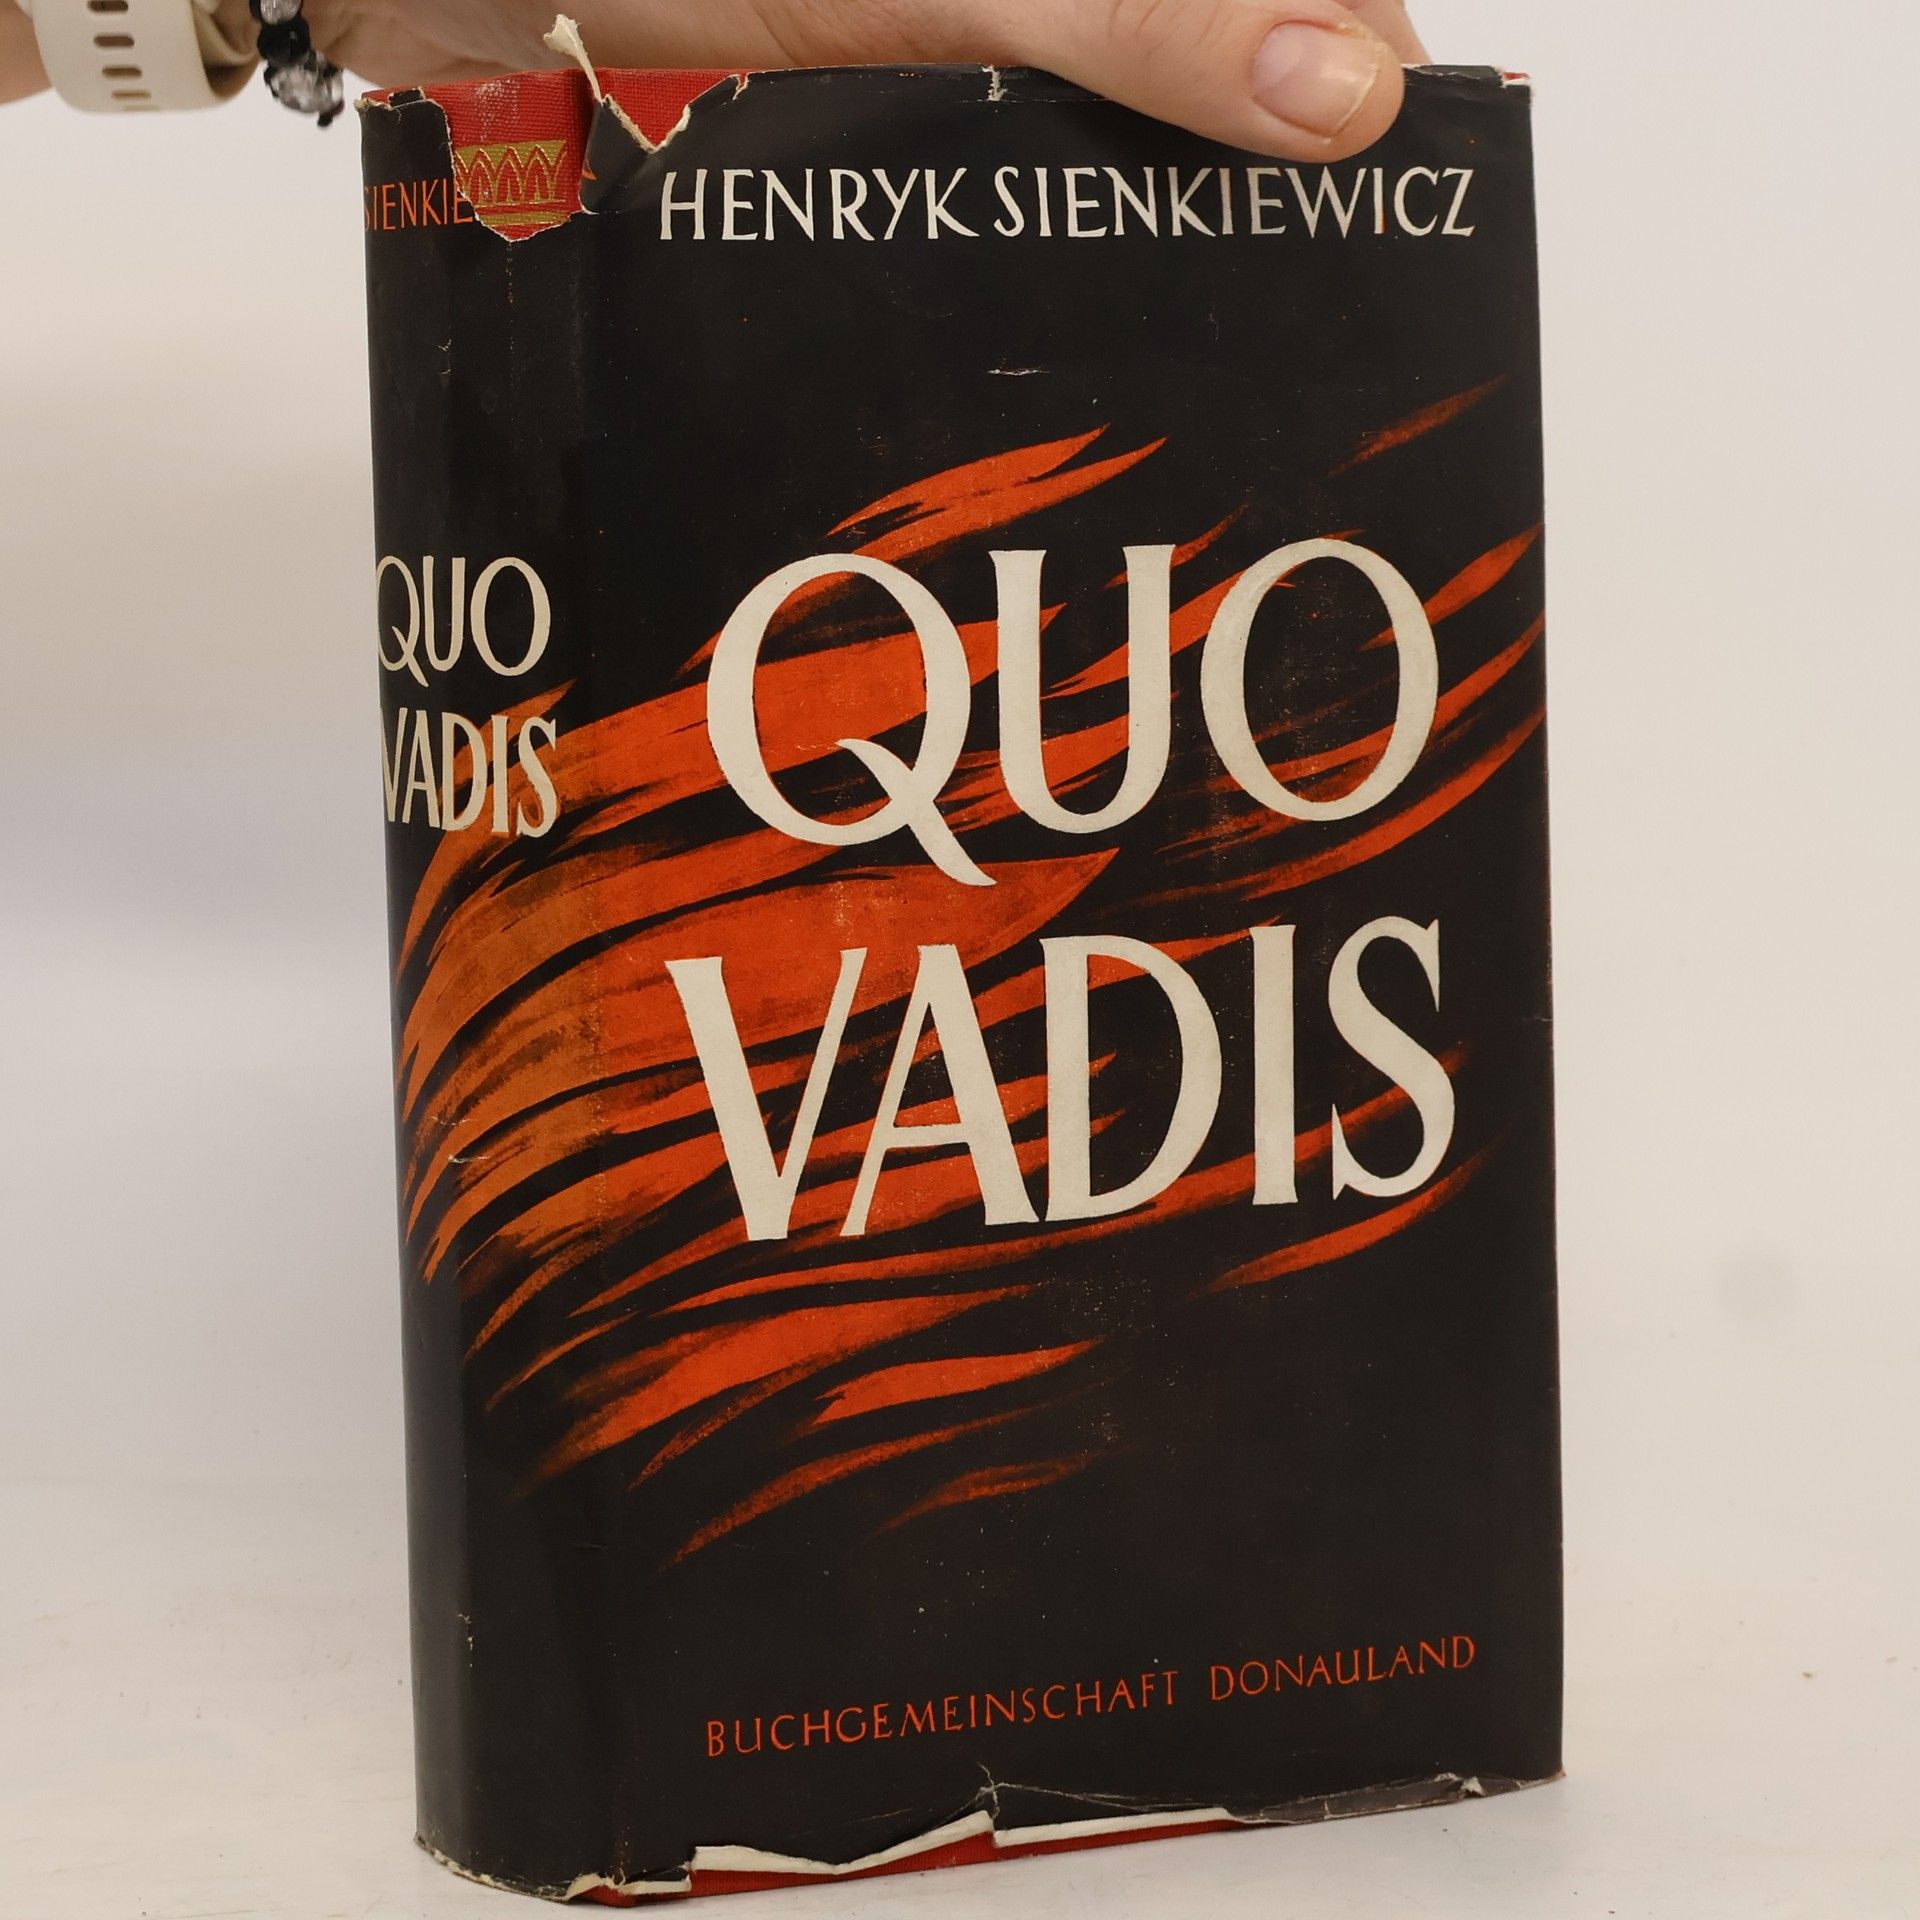 SIENKIE
QUO
VADIS
HENRYK SIENKIEWICZ
QUO
VADIS
BUCHGEMEINSCHAFT DONAULAND